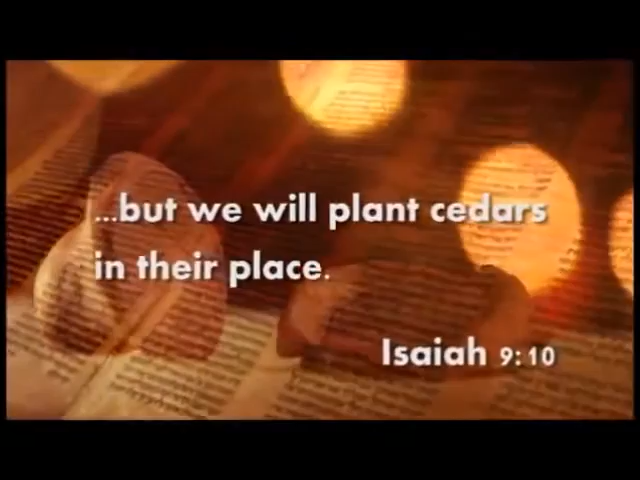 ...but we will plant cedars
in their place.
Isaiah 9:10